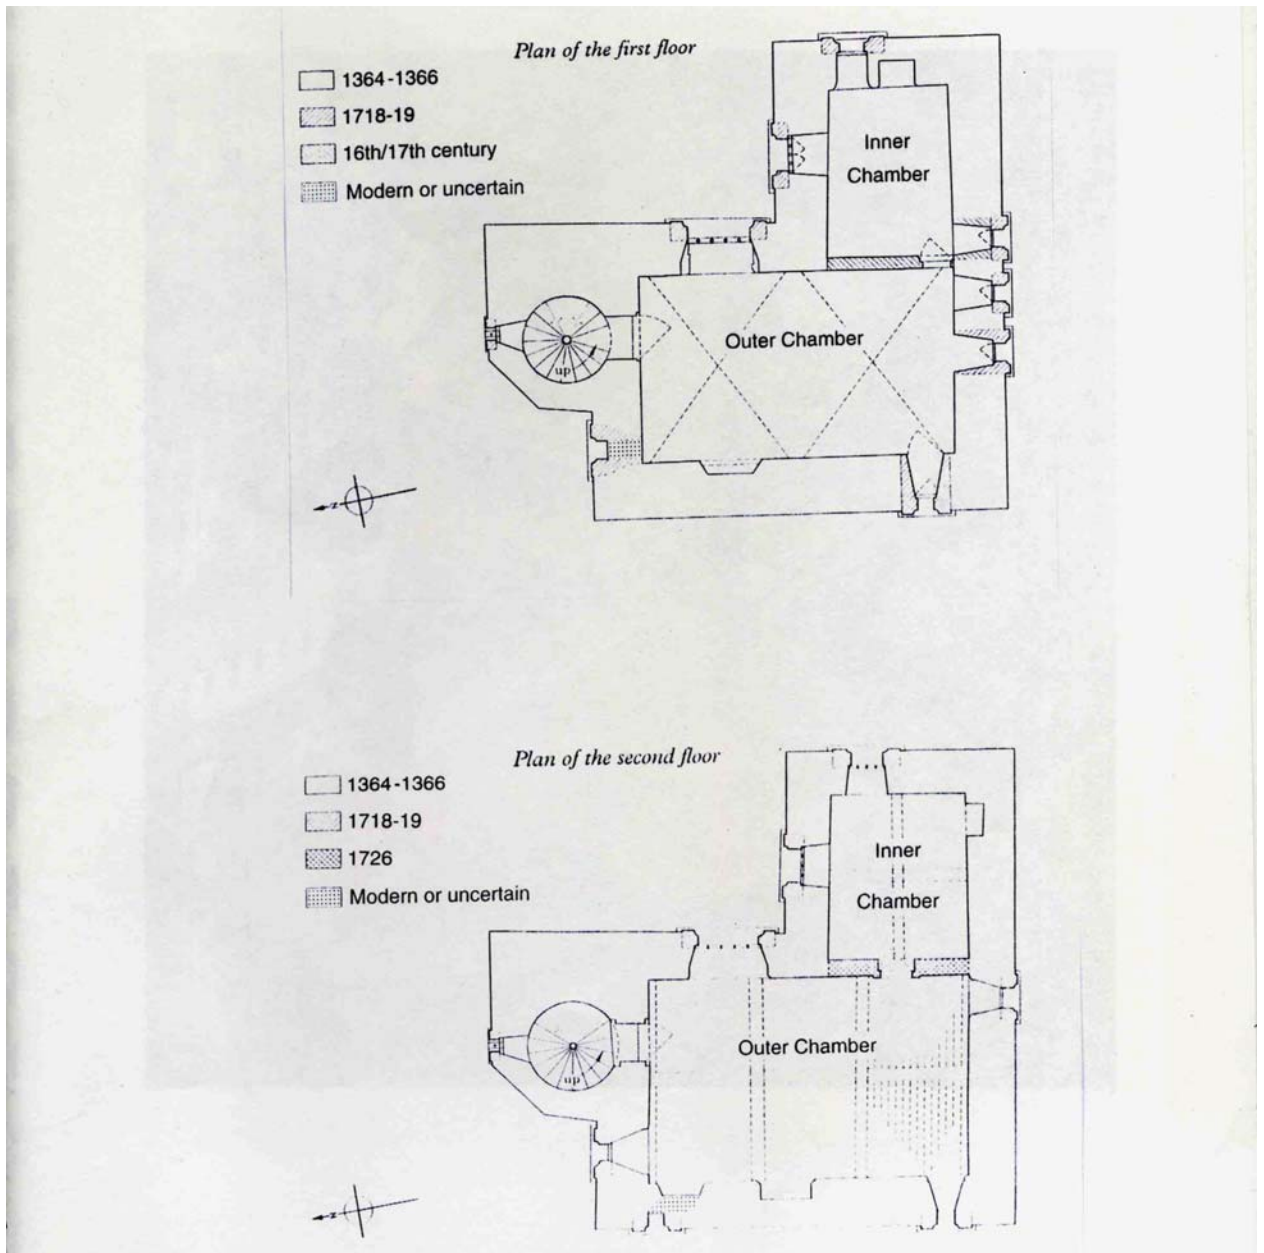 Plan of the first floor
1364-1366
1718-19
16th/17th century
Modern or uncertain
Inner
Chamber
Outer Chamber
up
N
Plan of the second floor
1364-1366
1718-19
1726
Modern or uncertain
Inner
Chamber
Outer Chamber
up
N